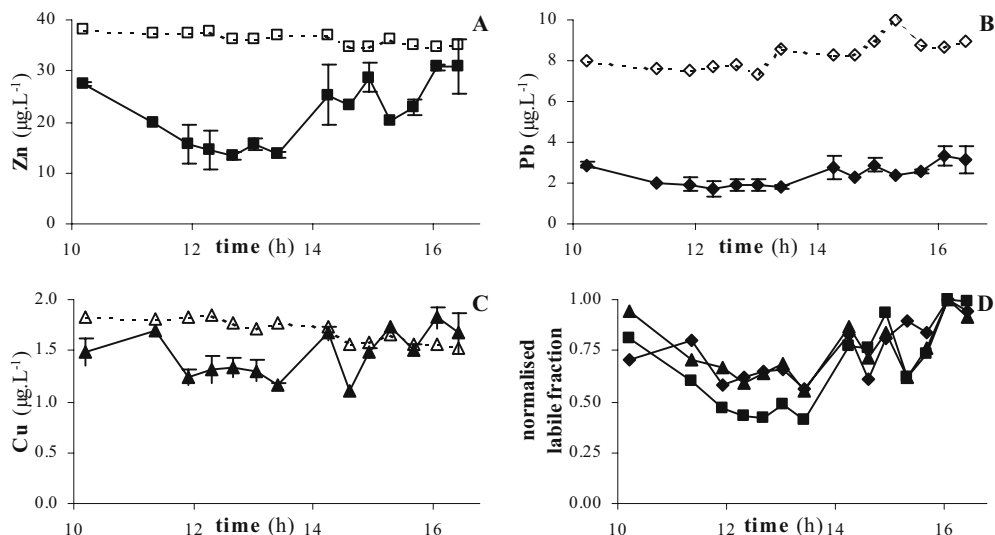 A
40
30
20
10
0
Zn (µg.L-1)
10
12
14
16
time (h)
B
10
8
6
4
2
0
Pb (µg.L-1)
10
12
14
16
time (h)
C
2.0
1.5
1.0
0.5
0.0
Cu (µg.L-1)
10
12
14
16
time (h)
D
1.00
0.75
0.50
0.25
0.00
normalised
labile fraction
10
12
14
16
time (h)